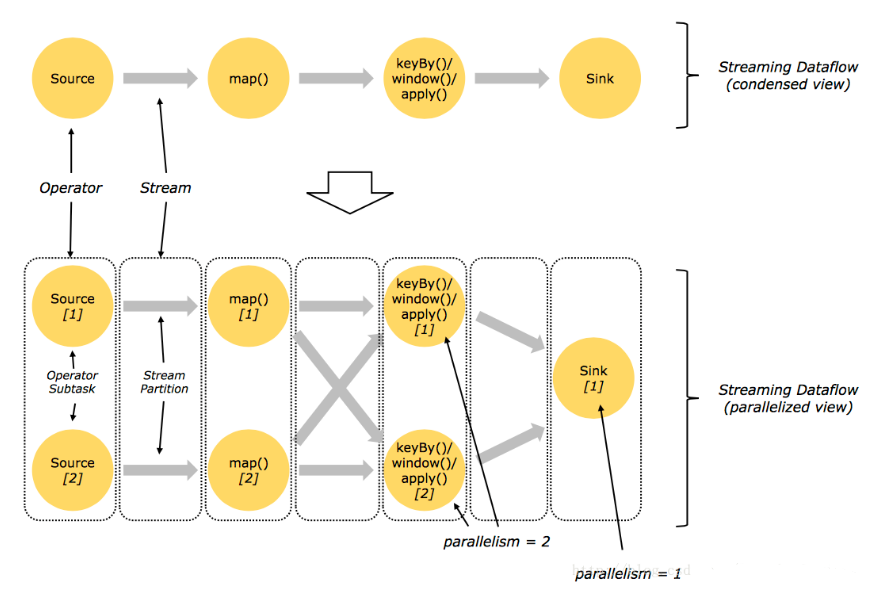 Source
map()
keyBy()/
window()/
apply()
Sink
Streaming Dataflow
(condensed view)
Operator
Stream
Source
[1]
map()
[1]
keyBy()/
window()/
apply()
[1]
Operator
Subtask
Stream
Partition
Sink
[1]
Streaming Dataflow
(parallelized view)
Source
[2]
map()
[2]
keyBy()/
window()/
apply()
[2]
parallelism = 2
parallelism = 1